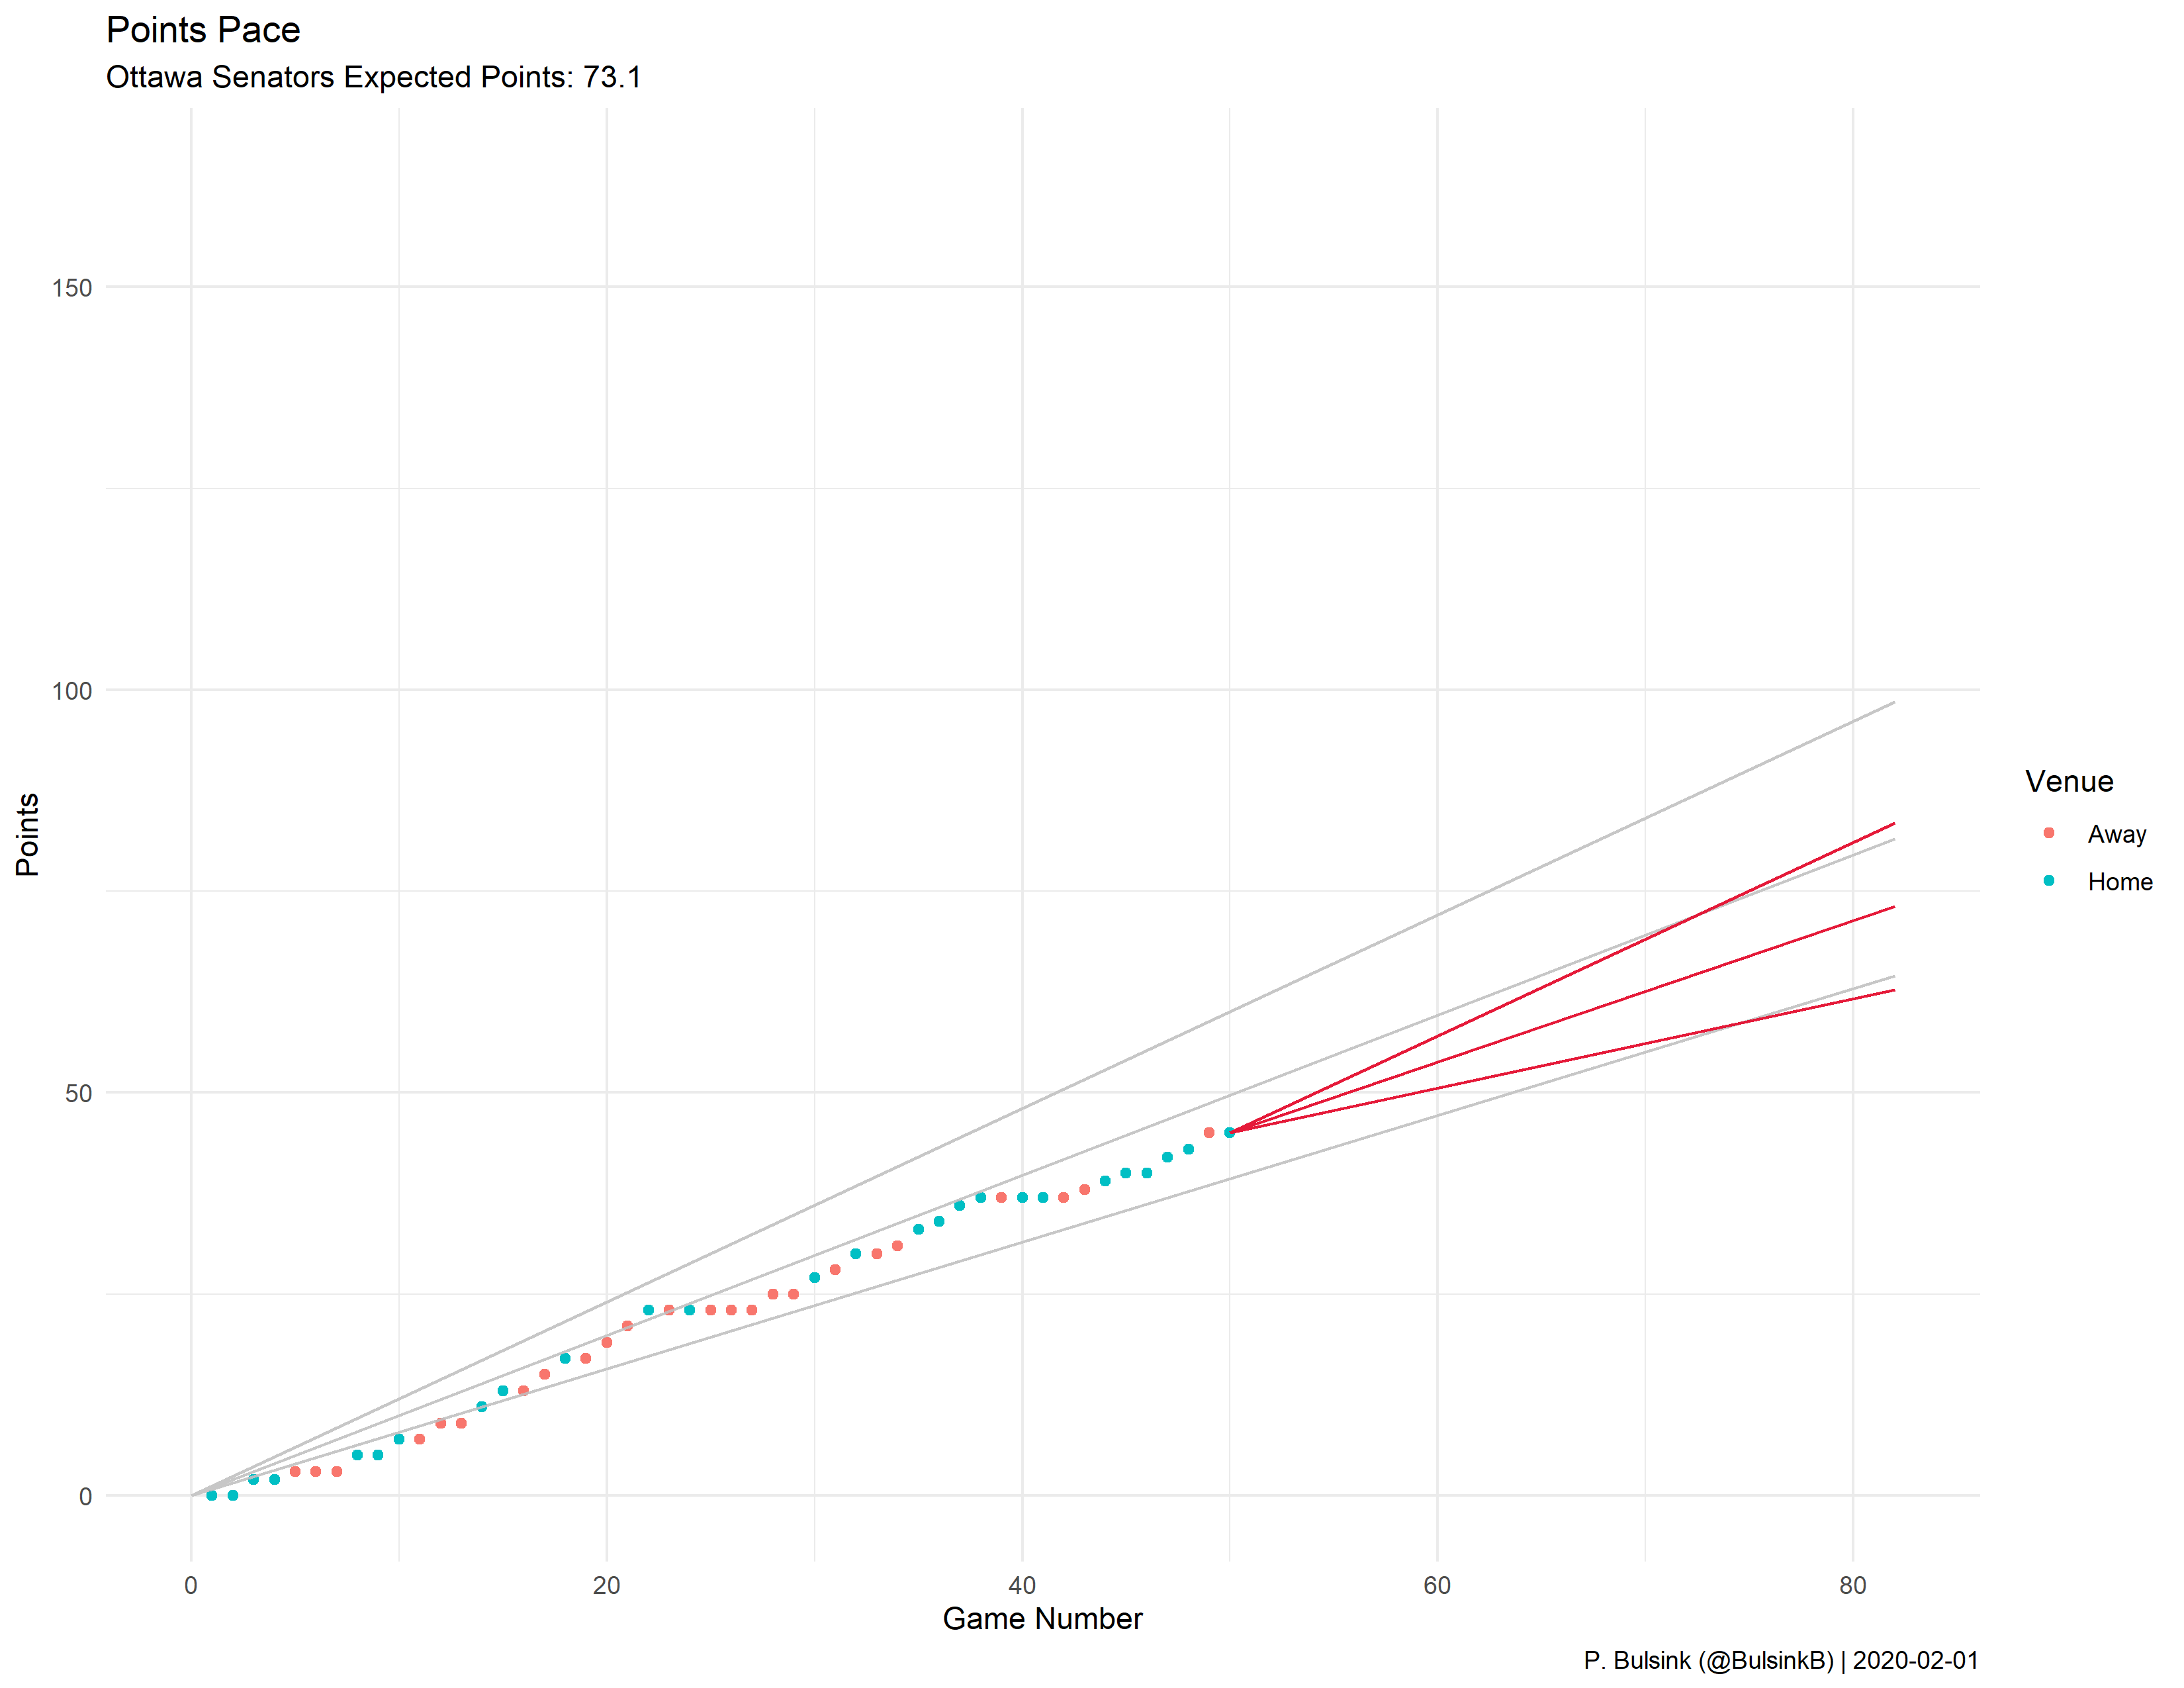 Points Pace
Ottawa Senators Expected Points: 73.1
150
100
50
0
Points
0 20 40 60 80
Game Number
Venue
Away
Home
P. Bulsink (@BulsinkB) | 2020-02-01